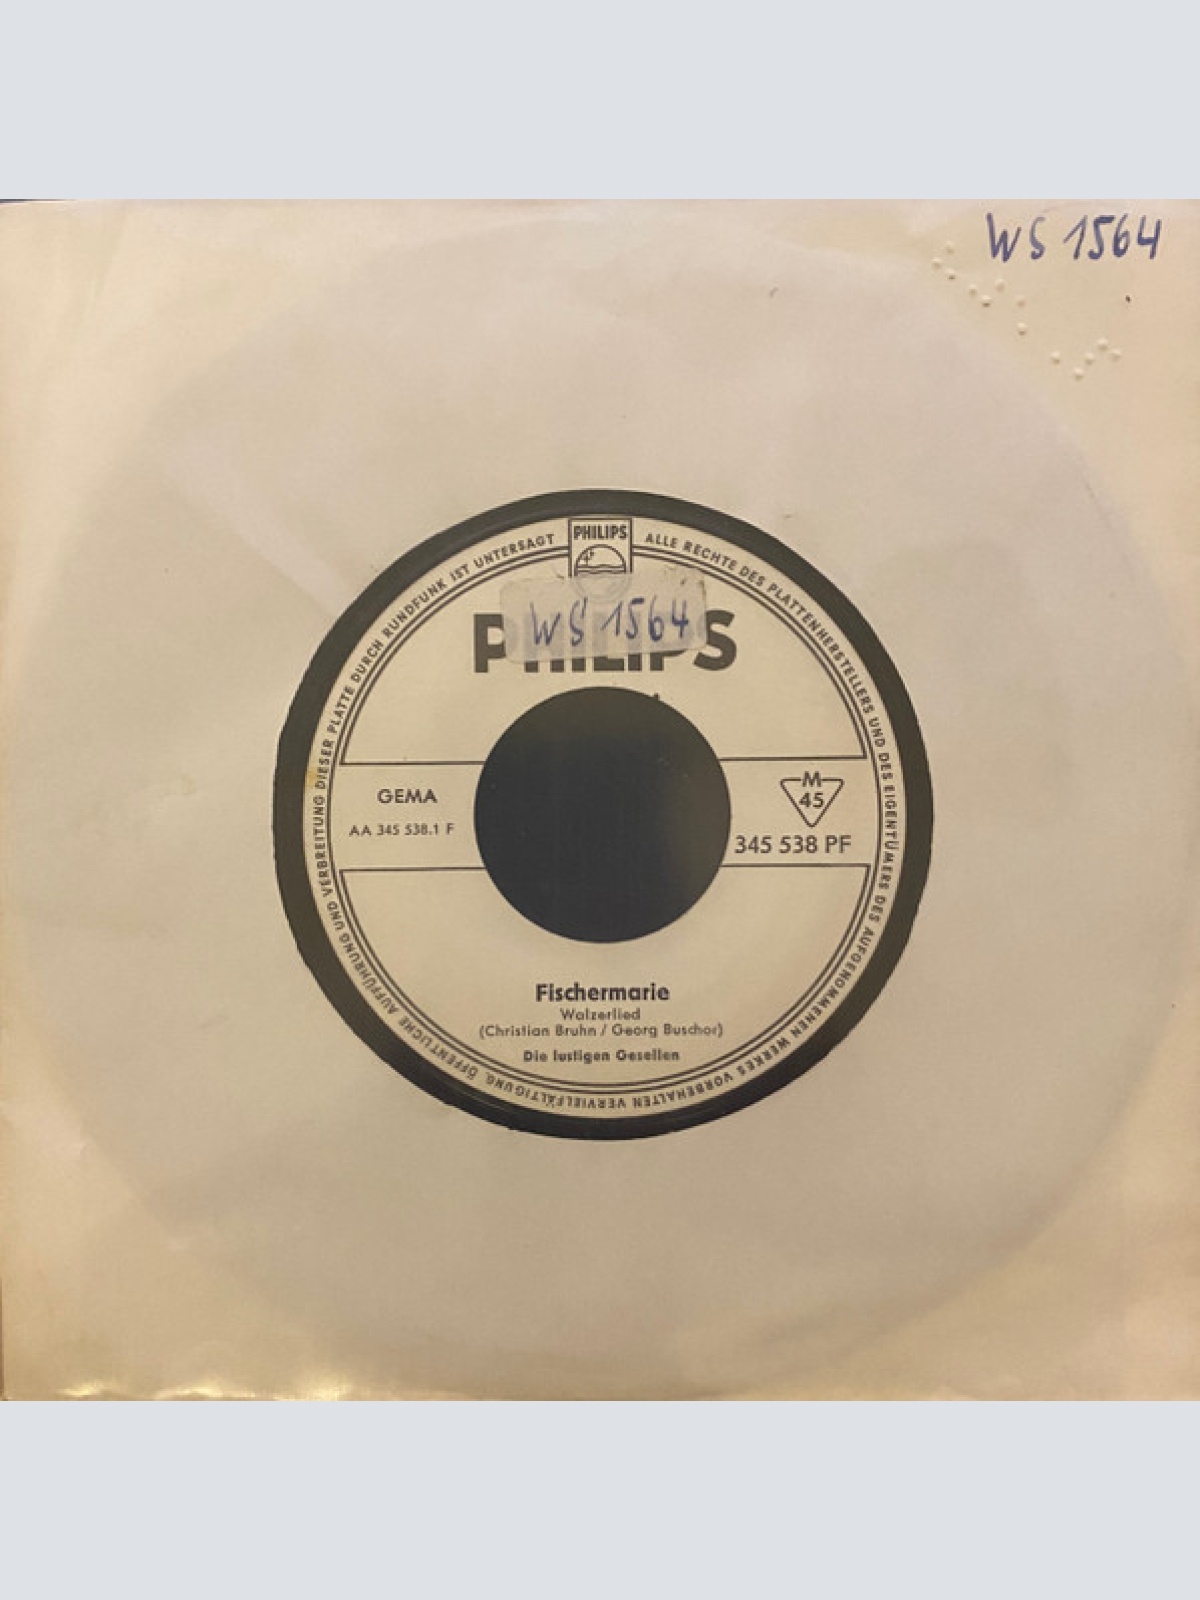 WS 1564
PHILIPS
PHILIPS
WS 1564
ALLE RECHTE DES PLATTENHERSTELLERS UND DES EIGENTÜMERS DES AUFGENOMMENEN WERKES VORBEHALTEN VERVIELFÄLTIGUNG, ÖFFENTLICHE AUFFÜHRUNG UND VERBREITUNG DIESER PLATTE DURCH RUNDFUNK IST UNTERSAGT
GEMA
AA 345 538.1 F
M
45
345 538 PF
Fischermarie
Walzerlied
(Christian Bruhn / Georg Buschor)
Die lustigen Gesellen